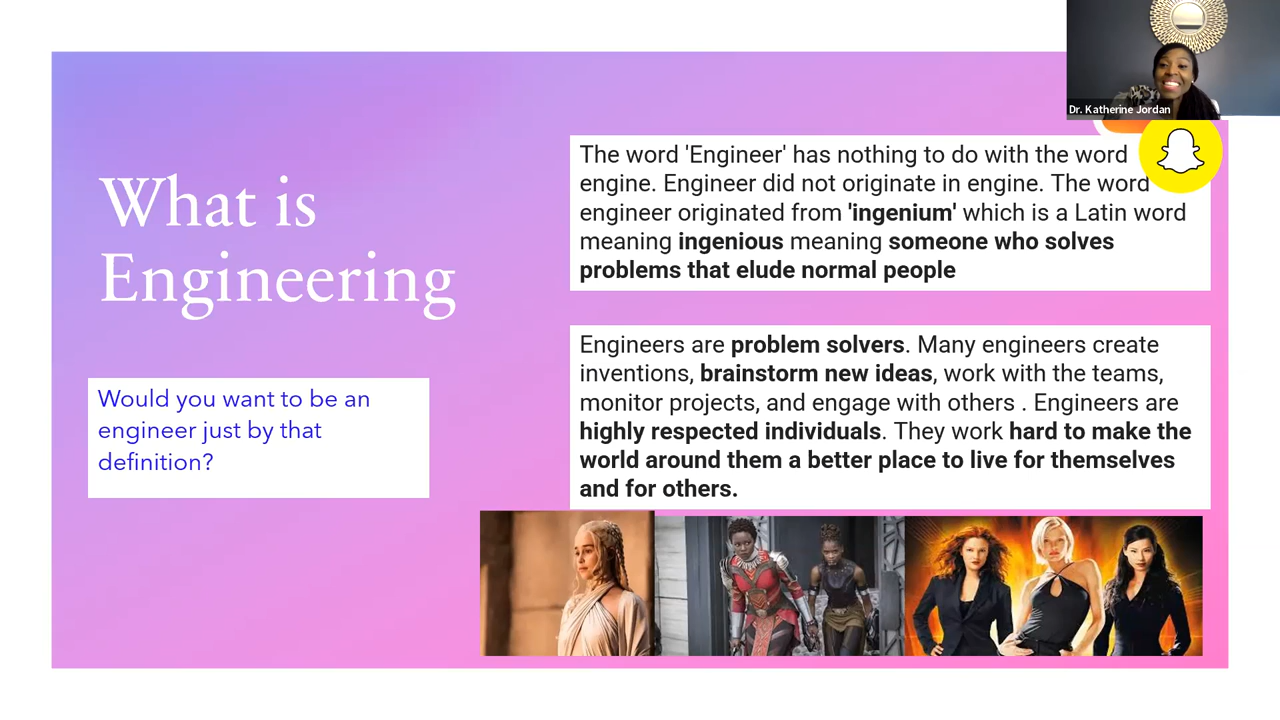 Dr. Katherine Jordan
What is
Engineering
Would you want to be an
engineer just by that
definition?
The word 'Engineer' has nothing to do with the word
engine. Engineer did not originate in engine. The word
engineer originated from 'ingenium' which is a Latin word
meaning ingenious meaning someone who solves
problems that elude normal people
Engineers are problem solvers. Many engineers create
inventions, brainstorm new ideas, work with the teams,
monitor projects, and engage with others . Engineers are
highly respected individuals. They work hard to make the
world around them a better place to live for themselves
and for others.